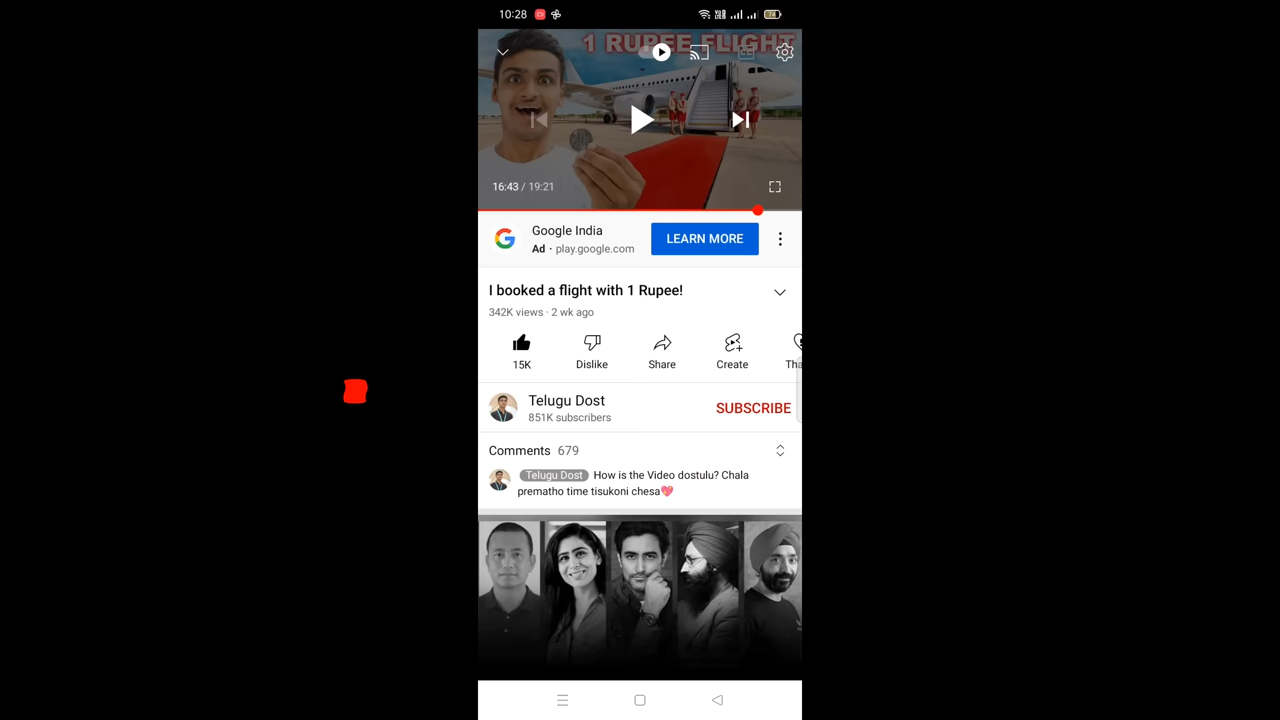 10:28
1 RUPEE FLIGHT
16:43 / 19:21
Google India
Ad · play.google.com
LEARN MORE
I booked a flight with 1 Rupee!
342K views · 2 wk ago
15K
Dislike
Share
Create
Telugu Dost
851K subscribers
SUBSCRIBE
Comments 679
Telugu Dost How is the Video dostulu? Chala
prematho time tisukoni chesa💖